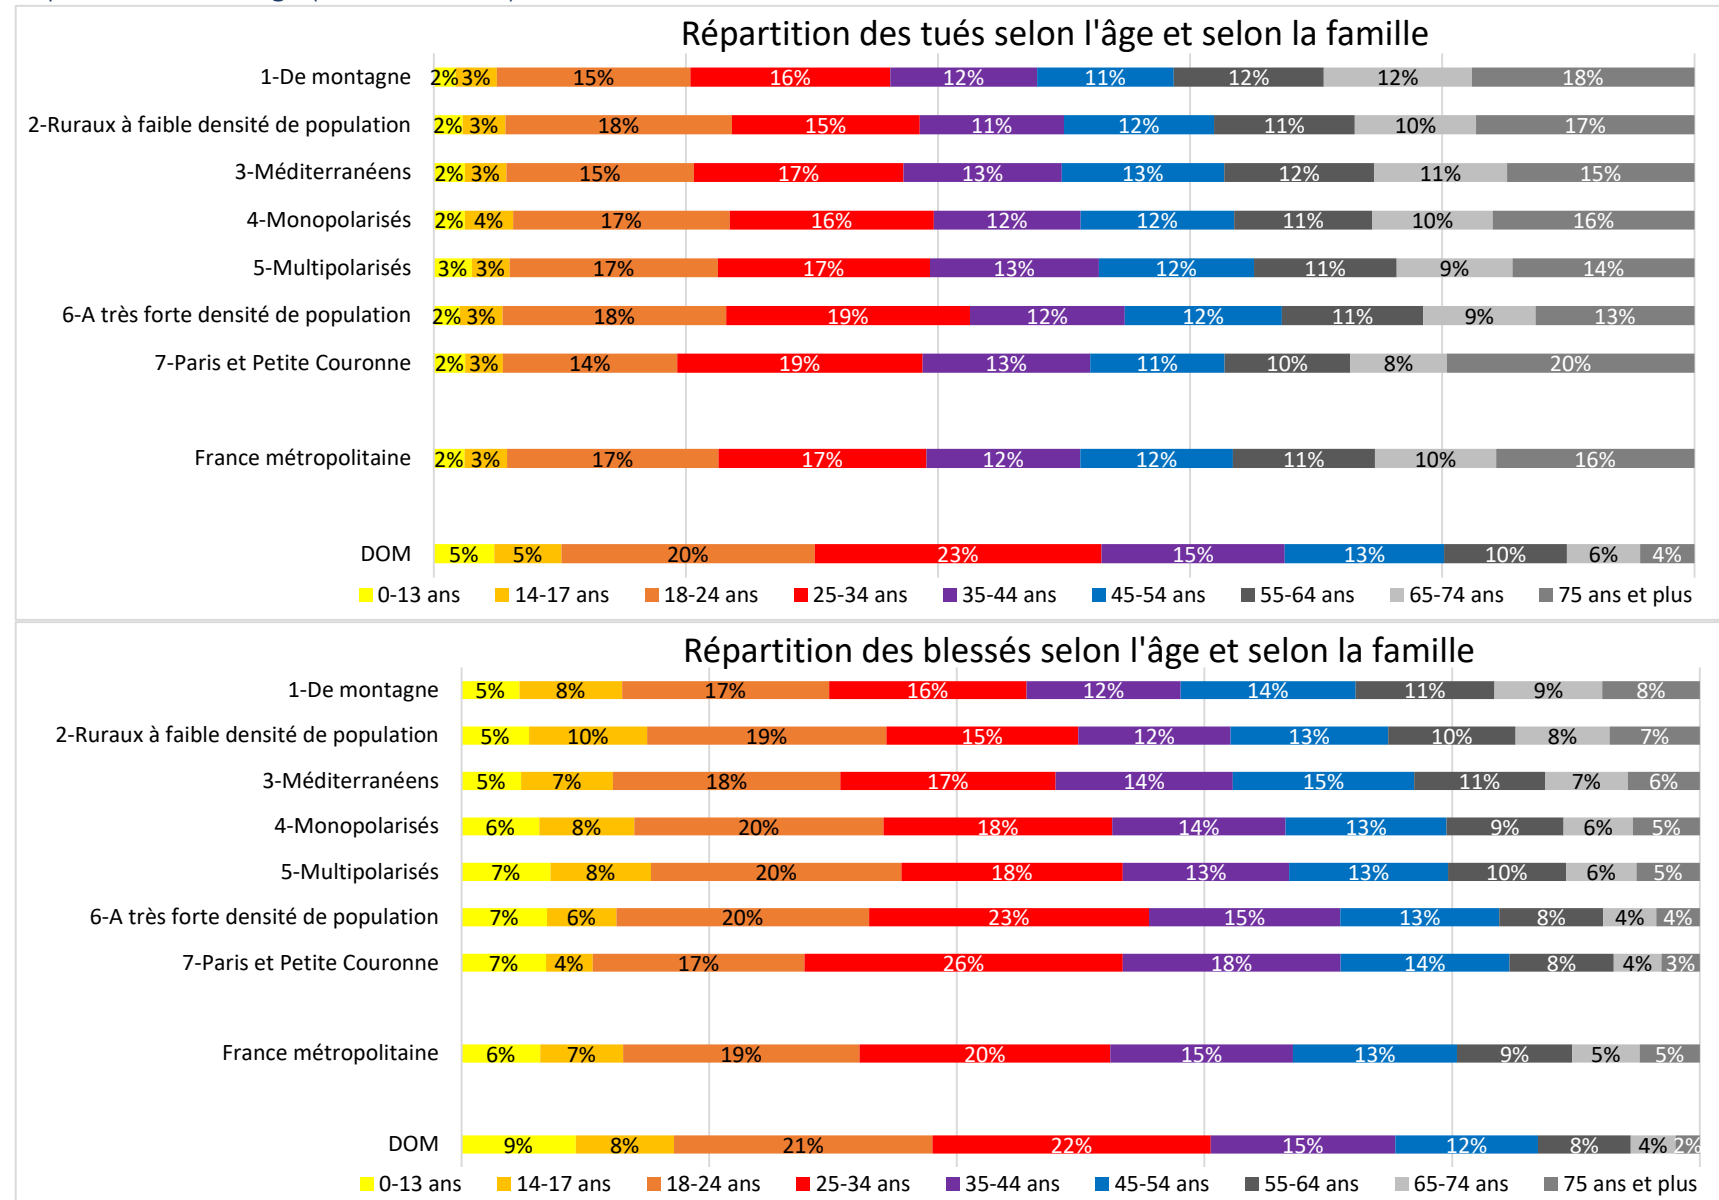 Répartition des tués selon l'âge et selon la famille
1-De montagne 2% 3% 15% 16% 12% 11% 12% 12% 18%
2-Ruraux à faible densité de population 2% 3% 18% 15% 11% 12% 11% 10% 17%
3-Méditerranéens 2% 3% 15% 17% 13% 13% 12% 11% 15%
4-Monopolarisés 2% 4% 17% 16% 12% 12% 11% 10% 16%
5-Multipolarisés 3% 3% 17% 17% 13% 12% 11% 9% 14%
6-A très forte densité de population 2% 3% 18% 19% 12% 12% 11% 9% 13%
7-Paris et Petite Couronne 2% 3% 14% 19% 13% 11% 10% 8% 20%
France métropolitaine 2% 3% 17% 17% 12% 12% 11% 10% 16%
DOM 5% 5% 20% 23% 15% 13% 10% 6% 4%
0-13 ans 14-17 ans 18-24 ans 25-34 ans 35-44 ans 45-54 ans 55-64 ans 65-74 ans 75 ans et plus
Répartition des blessés selon l'âge et selon la famille
1-De montagne 5% 8% 17% 16% 12% 14% 11% 9% 8%
2-Ruraux à faible densité de population 5% 10% 19% 15% 12% 13% 10% 8% 7%
3-Méditerranéens 5% 7% 18% 17% 14% 15% 11% 7% 6%
4-Monopolarisés 6% 8% 20% 18% 14% 13% 9% 6% 5%
5-Multipolarisés 7% 8% 20% 18% 13% 13% 10% 6% 5%
6-A très forte densité de population 7% 6% 20% 23% 15% 13% 8% 4% 4%
7-Paris et Petite Couronne 7% 4% 17% 26% 18% 14% 8% 4% 3%
France métropolitaine 6% 7% 19% 20% 15% 13% 9% 5% 5%
DOM 9% 8% 21% 22% 15% 12% 8% 4% 2%
0-13 ans 14-17 ans 18-24 ans 25-34 ans 35-44 ans 45-54 ans 55-64 ans 65-74 ans 75 ans et plus